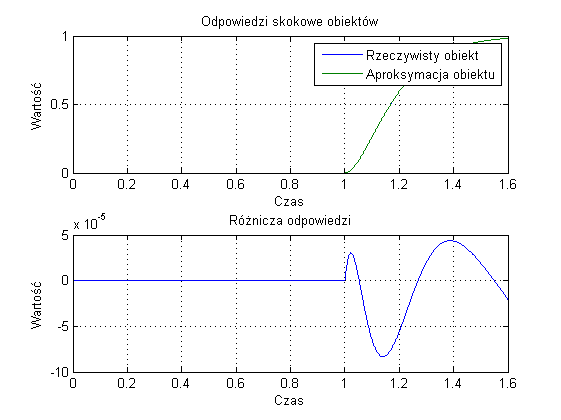 Odpowiedzi skokowe obiektów
1
Rzeczywisty obiekt
Aproksymacja obiektu
Wartość
0.5
0
0 0.2 0.4 0.6 0.8 1 1.2 1.4 1.6
Czas
Różnicza odpowiedzi
x 10^-5
5
0
Wartość
-5
-10
0 0.2 0.4 0.6 0.8 1 1.2 1.4 1.6
Czas